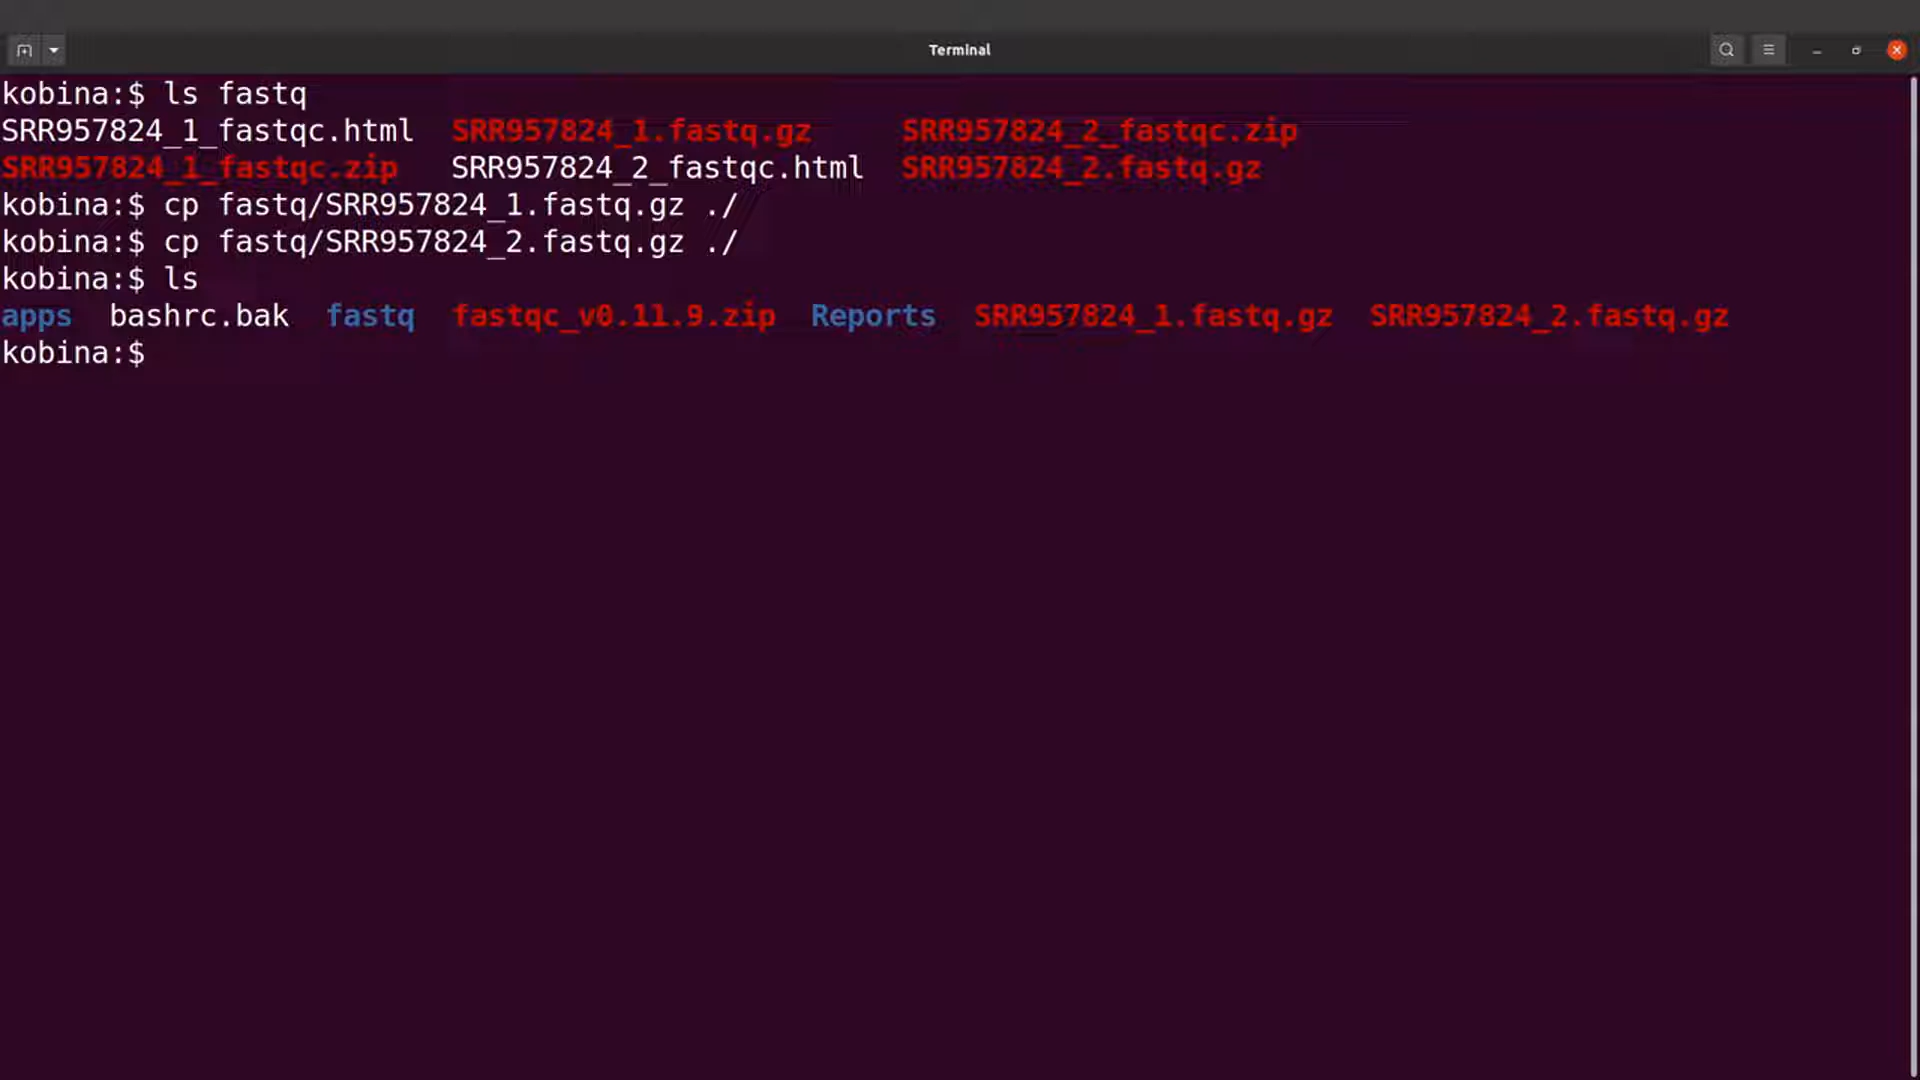 Terminal
kobina:$ ls fastq
SRR957824_1_fastqc.html  SRR957824_1.fastq.gz     SRR957824_2_fastqc.zip
SRR957824_1_fastqc.zip   SRR957824_2_fastqc.html  SRR957824_2.fastq.gz
kobina:$ cp fastq/SRR957824_1.fastq.gz ./
kobina:$ cp fastq/SRR957824_2.fastq.gz ./
kobina:$ ls
apps  bashrc.bak  fastq  fastqc_v0.11.9.zip  Reports  SRR957824_1.fastq.gz  SRR957824_2.fastq.gz
kobina:$